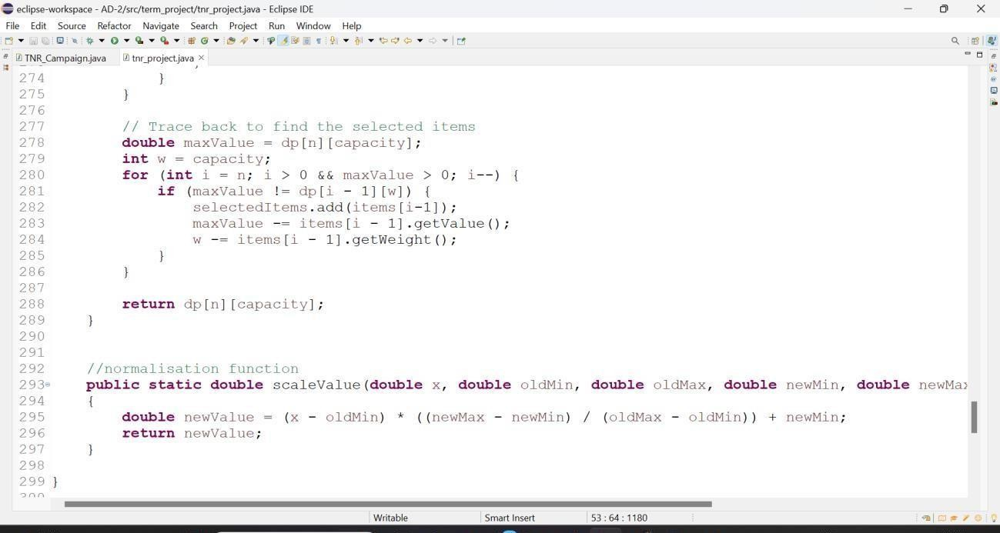 eclipse-workspace - AD-2/src/term_project/tnr_project.java - Eclipse IDE
File Edit Source Refactor Navigate Search Project Run Window Help
TNR_Campaign.java tnr_project.java
274 }
275 }
276
277 // Trace back to find the selected items
278 double maxValue = dp[n][capacity];
279 int w = capacity;
280 for (int i = n; i > 0 && maxValue > 0; i--) {
281 if (maxValue != dp[i - 1][w]) {
282 selectedItems.add(items[i-1]);
283 maxValue -= items[i - 1].getValue();
284 w -= items[i - 1].getWeight();
285 }
286 }
287
288 return dp[n][capacity];
289 }
290
291
292 //normalisation function
293 public static double scaleValue(double x, double oldMin, double oldMax, double newMin, double newMax
294 {
295 double newValue = (x - oldMin) * ((newMax - newMin) / (oldMax - oldMin)) + newMin;
296 return newValue;
297 }
298
299 }
300
Writable Smart Insert 53 : 64 : 1180